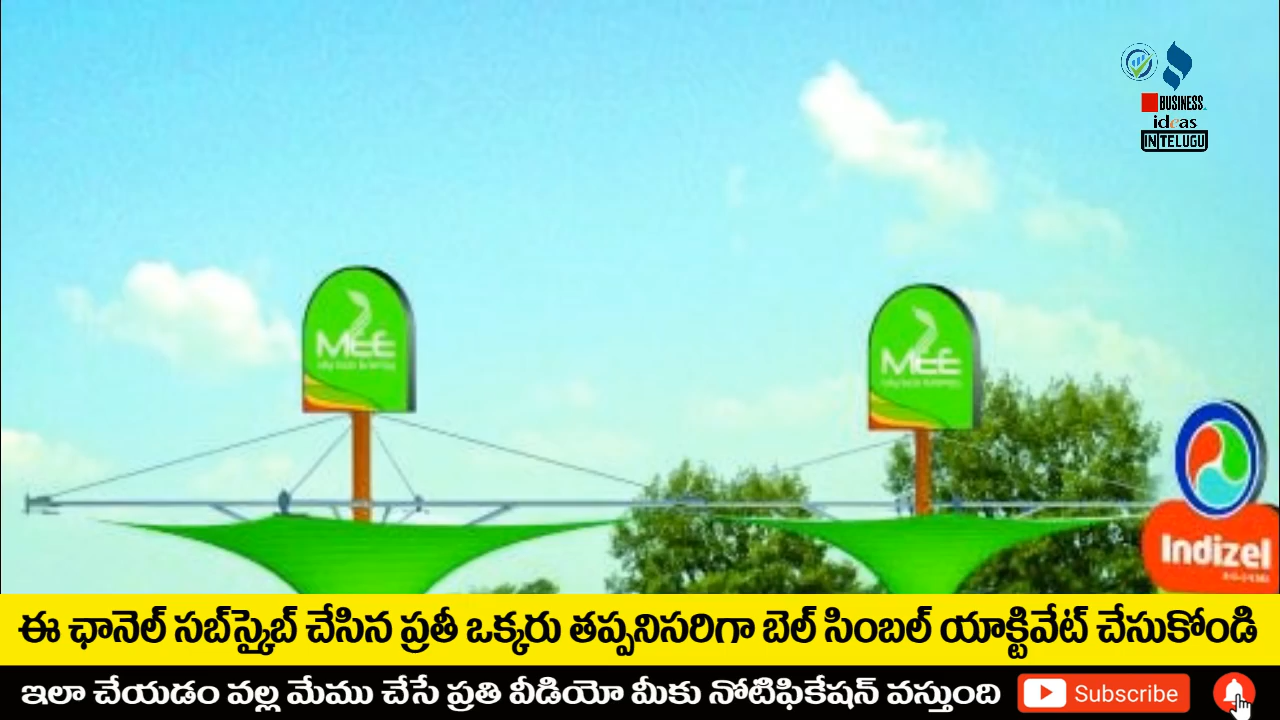 BUSINESS
ideas
IN TELUGU
MEE
MEE
Indizel
ఈ ఛానెల్ సబ్‌స్క్రైబ్ చేసిన ప్రతీ ఒక్కరు తప్పనిసరిగా బెల్ సింబల్ యాక్టివేట్ చేసుకోండి
ఇలా చేయడం వల్ల మేము చేసే ప్రతి వీడియో మీకు నోటిఫికేషన్ వస్తుంది
Subscribe